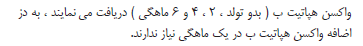 واکسن هپاتیت ب ( بدو تولد ، ۲ ، ۴ و ۶ ماهگی ) دریافت می نمایند ، به دز
اضافه واکسن هپاتیت ب در یک ماهگی نیاز ندارند.